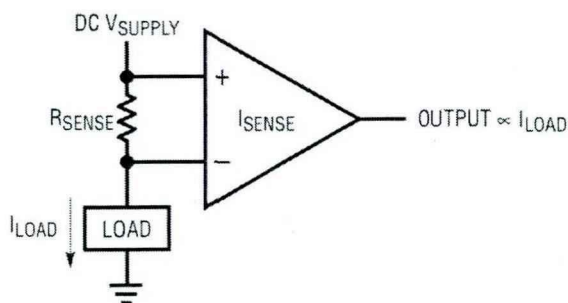 DC VSUPPLY
+
RSENSE
ISENSE
OUTPUT ∝ ILOAD
−
ILOAD
LOAD